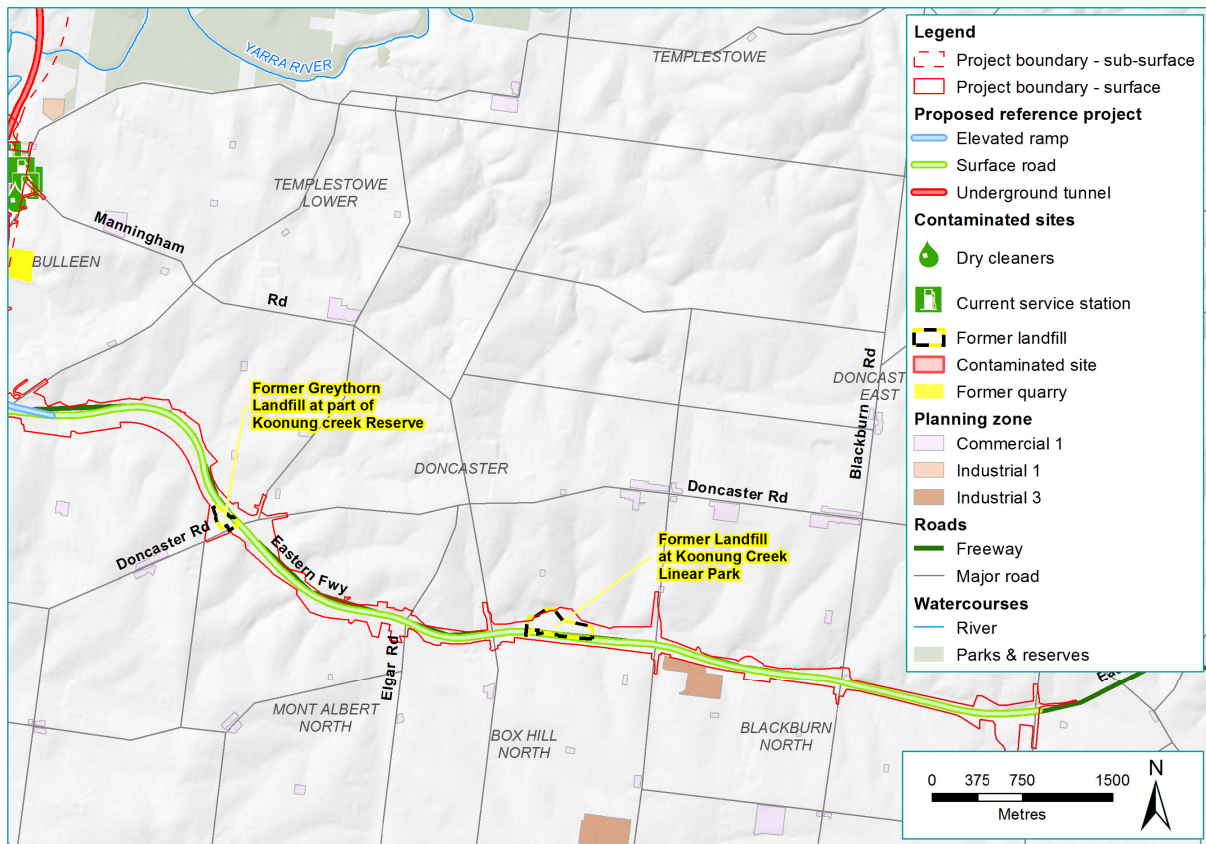 YARRA RIVER
TEMPLESTOWE
TEMPLESTOWE
LOWER
Manningham
BULLEEN
Rd
Former Greythorn
Landfill at part of
Koonung creek Reserve
DONCASTER
Doncaster Rd
Eastern Fwy
Elgar Rd
MONT ALBERT
NORTH
BOX HILL
NORTH
Former Landfill
at Koonung Creek
Linear Park
Doncaster Rd
Blackburn Rd
DONCAST
EAST
BLACKBURN
NORTH
Ea
Legend
Project boundary - sub-surface
Project boundary - surface
Proposed reference project
Elevated ramp
Surface road
Underground tunnel
Contaminated sites
Dry cleaners
Current service station
Former landfill
Contaminated site
Former quarry
Planning zone
Commercial 1
Industrial 1
Industrial 3
Roads
Freeway
Major road
Watercourses
River
Parks & reserves
0 375 750 1500
Metres
N